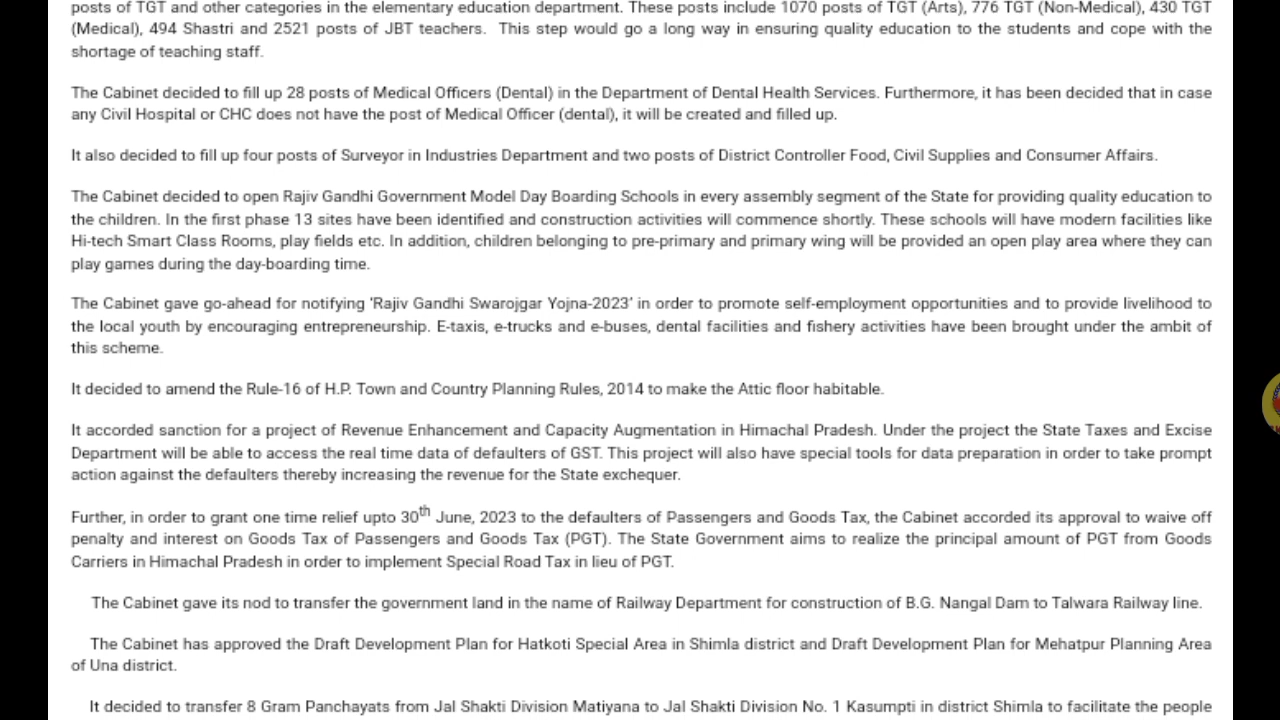 posts of TGT and other categories in the elementary education department. These posts include 1070 posts of TGT (Arts), 776 TGT (Non-Medical), 430 TGT
(Medical), 494 Shastri and 2521 posts of JBT teachers. This step would go a long way in ensuring quality education to the students and cope with the
shortage of teaching staff.
The Cabinet decided to fill up 28 posts of Medical Officers (Dental) in the Department of Dental Health Services. Furthermore, it has been decided that in case
any Civil Hospital or CHC does not have the post of Medical Officer (dental), it will be created and filled up.
It also decided to fill up four posts of Surveyor in Industries Department and two posts of District Controller Food, Civil Supplies and Consumer Affairs.
The Cabinet decided to open Rajiv Gandhi Government Model Day Boarding Schools in every assembly segment of the State for providing quality education to
the children. In the first phase 13 sites have been identified and construction activities will commence shortly. These schools will have modern facilities like
Hi-tech Smart Class Rooms, play fields etc. In addition, children belonging to pre-primary and primary wing will be provided an open play area where they can
play games during the day-boarding time.
The Cabinet gave go-ahead for notifying ‘Rajiv Gandhi Swarojgar Yojna-2023’ in order to promote self-employment opportunities and to provide livelihood to
the local youth by encouraging entrepreneurship. E-taxis, e-trucks and e-buses, dental facilities and fishery activities have been brought under the ambit of
this scheme.
It decided to amend the Rule-16 of H.P. Town and Country Planning Rules, 2014 to make the Attic floor habitable.
It accorded sanction for a project of Revenue Enhancement and Capacity Augmentation in Himachal Pradesh. Under the project the State Taxes and Excise
Department will be able to access the real time data of defaulters of GST. This project will also have special tools for data preparation in order to take prompt
action against the defaulters thereby increasing the revenue for the State exchequer.
Further, in order to grant one time relief upto 30th June, 2023 to the defaulters of Passengers and Goods Tax, the Cabinet accorded its approval to waive off
penalty and interest on Goods Tax of Passengers and Goods Tax (PGT). The State Government aims to realize the principal amount of PGT from Goods
Carriers in Himachal Pradesh in order to implement Special Road Tax in lieu of PGT.
The Cabinet gave its nod to transfer the government land in the name of Railway Department for construction of B.G. Nangal Dam to Talwara Railway line.
The Cabinet has approved the Draft Development Plan for Hatkoti Special Area in Shimla district and Draft Development Plan for Mehatpur Planning Area
of Una district.
It decided to transfer 8 Gram Panchayats from Jal Shakti Division Matiyana to Jal Shakti Division No. 1 Kasumpti in district Shimla to facilitate the people